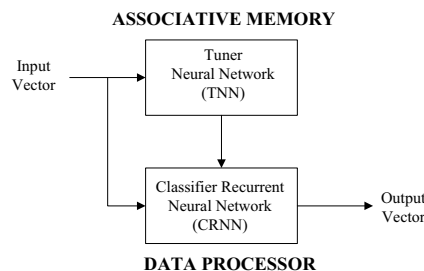 ASSOCIATIVE MEMORY
Tuner
Neural Network
(TNN)
Input
Vector
Classifier Recurrent
Neural Network
(CRNN)
Output
Vector
DATA PROCESSOR